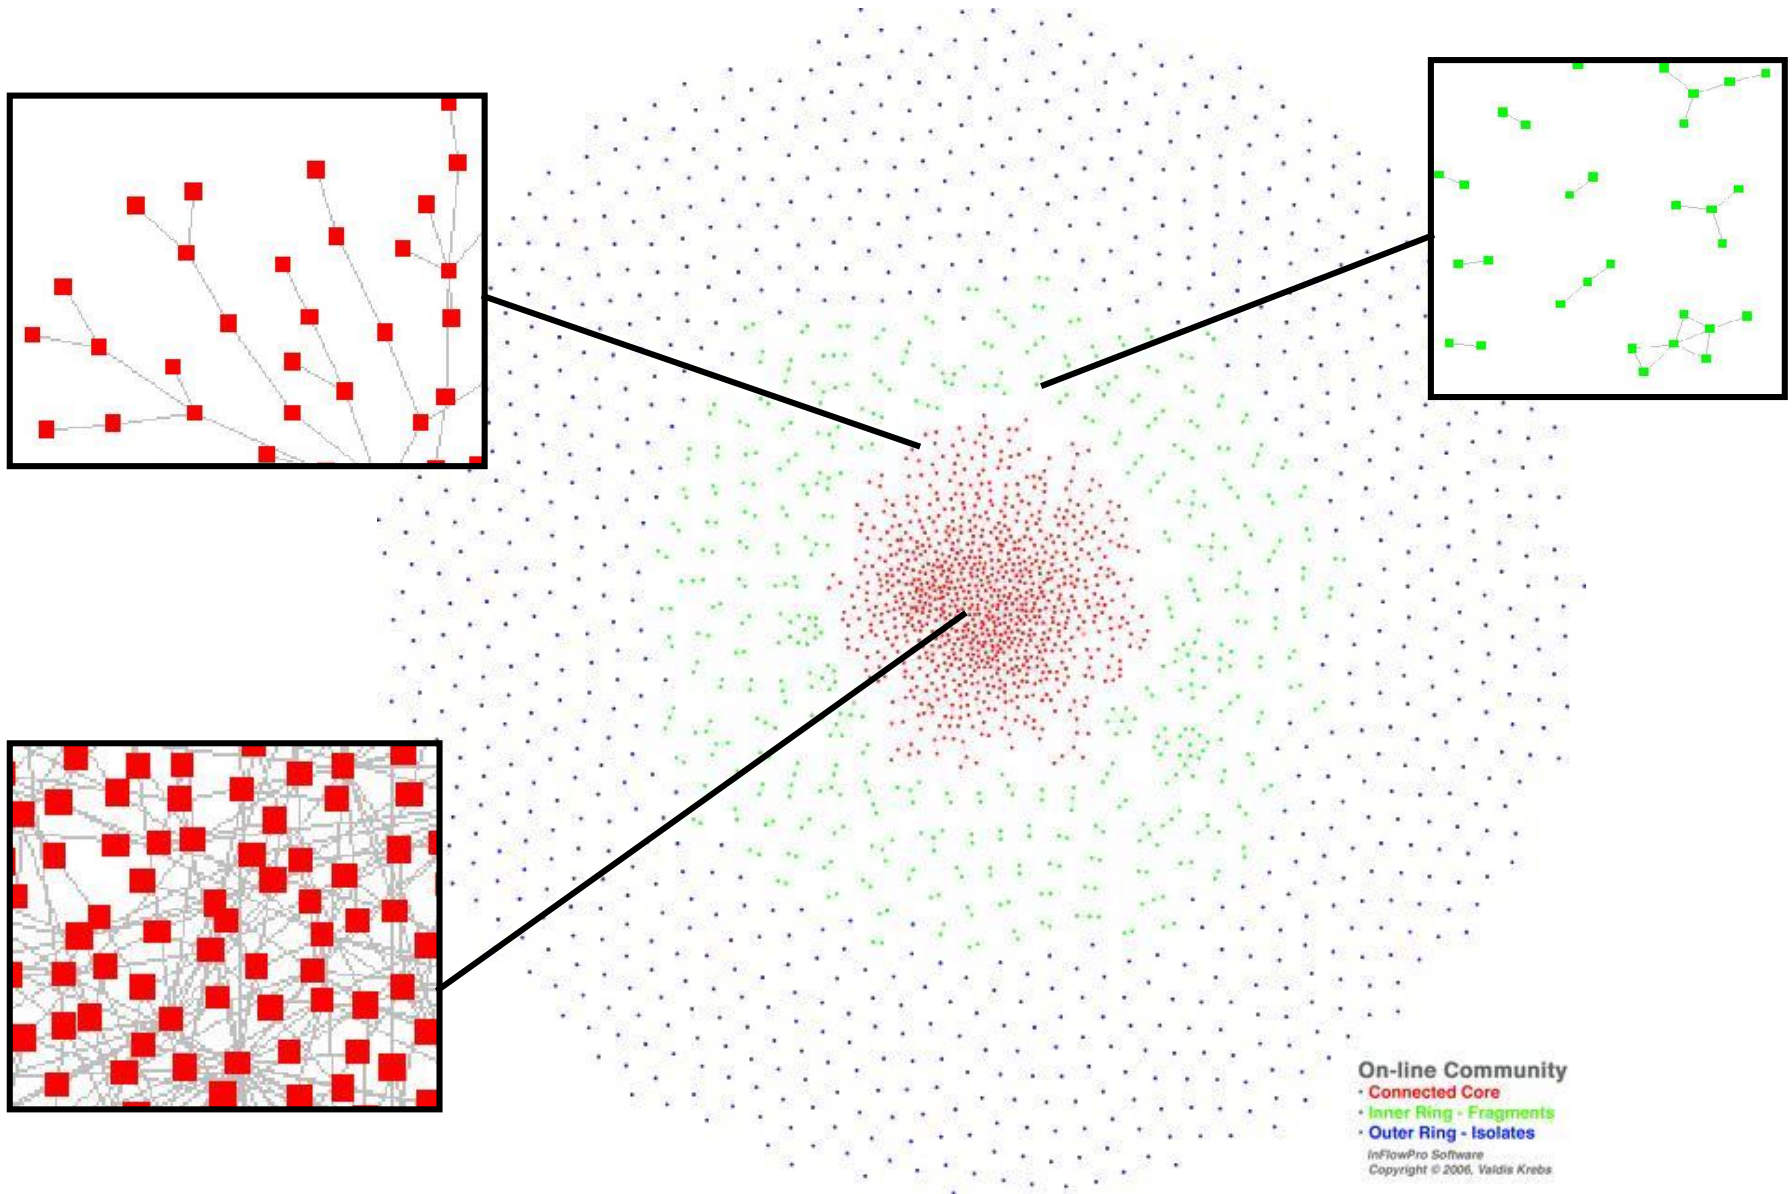 On-line Community
· Connected Core
· Inner Ring - Fragments
· Outer Ring - Isolates
InFlowPro Software
Copyright © 2006, Valdis Krebs